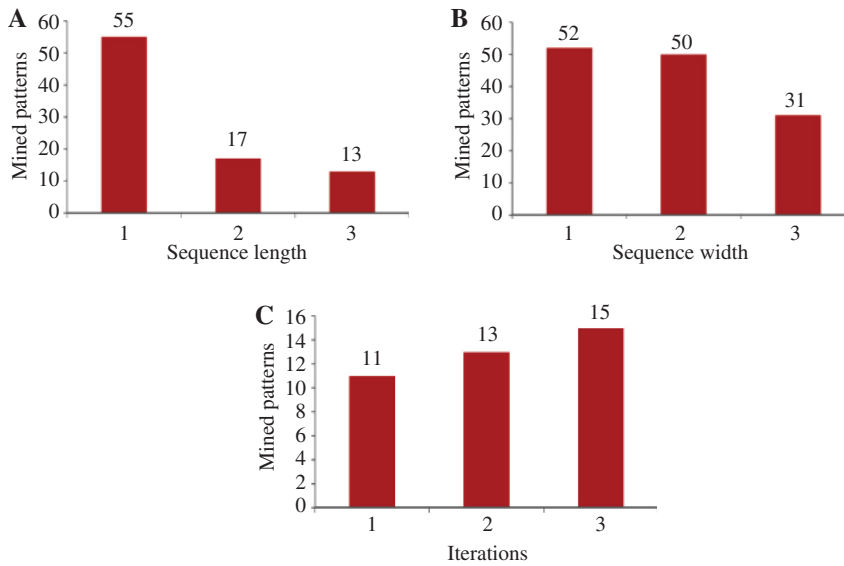 A
Mined patterns
60
50
40
30
20
10
0
55
17
13
1 2 3
Sequence length
B
Mined patterns
60
50
40
30
20
10
0
52
50
31
1 2 3
Sequence width
C
Mined patterns
16
14
12
10
8
6
4
2
0
11
13
15
1 2 3
Iterations